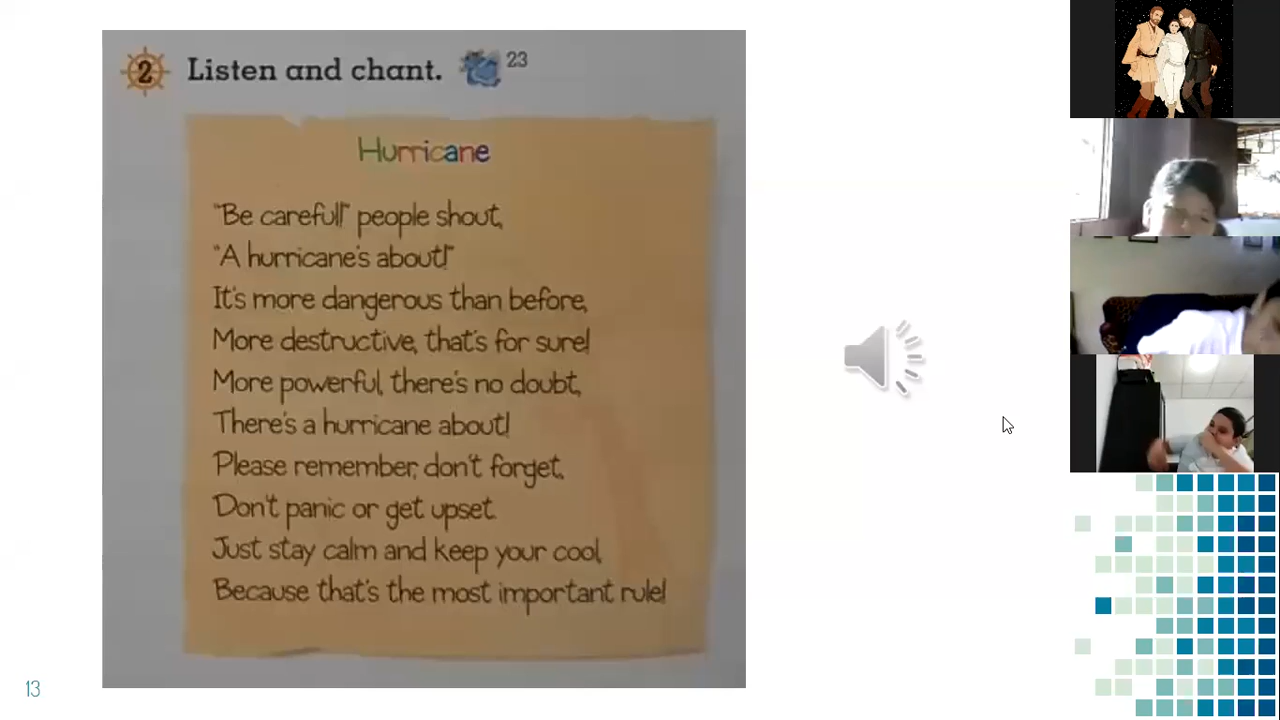 2 Listen and chant. 23
Hurricane
"Be careful!" people shout,
"A hurricane's about!"
It's more dangerous than before,
More destructive, that's for sure!
More powerful, there's no doubt,
There's a hurricane about!
Please remember, don't forget,
Don't panic or get upset.
Just stay calm and keep your cool,
Because that's the most important rule!
13